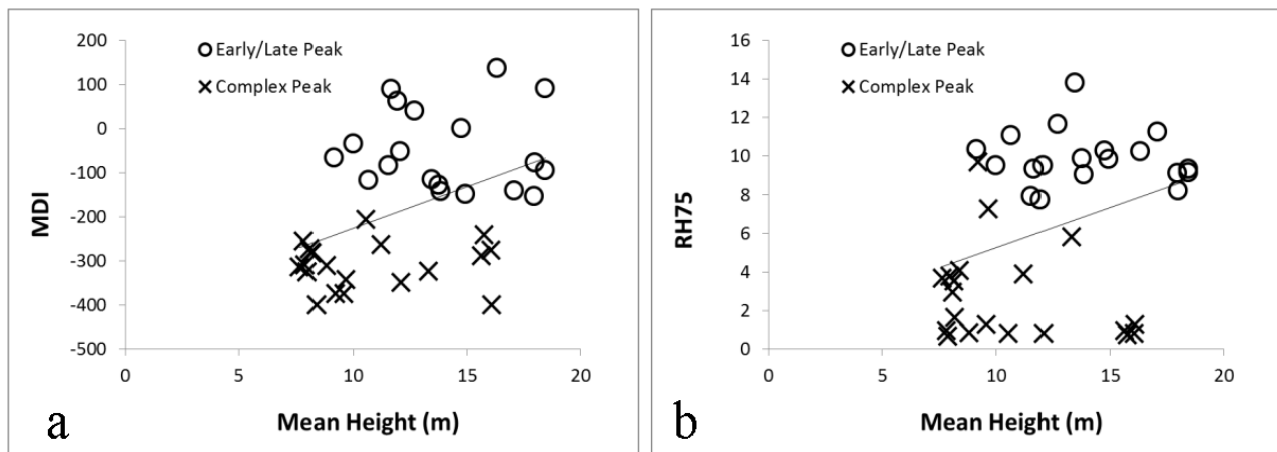 200
100
0
-100
-200
-300
-400
-500
MDI
Early/Late Peak
Complex Peak
0 5 10 15 20
Mean Height (m)
a
16
14
12
10
8
6
4
2
0
RH75
Early/Late Peak
Complex Peak
0 5 10 15 20
Mean Height (m)
b